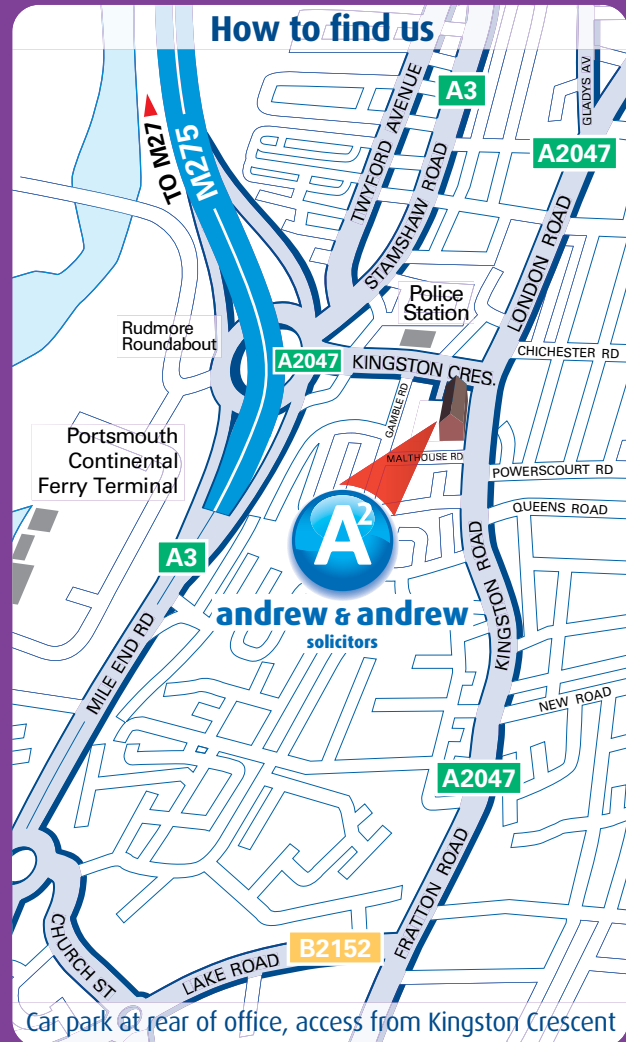 How to find us
TO M27
M275
TWYFORD AVENUE
A3
STAMSHAW ROAD
GLADYS AV
A2047
LONDON ROAD
Police
Station
Rudmore
Roundabout
A2047
KINGSTON CRES.
CHICHESTER RD
GAMBLE RD
MALTHOUSE RD
Portsmouth
Continental
Ferry Terminal
POWERSCOURT RD
QUEENS ROAD
A2
A3
andrew & andrew
solicitors
KINGSTON ROAD
MILE END RD
NEW ROAD
A2047
FRATTON ROAD
CHURCH ST
LAKE ROAD
B2152
Car park at rear of office, access from Kingston Crescent